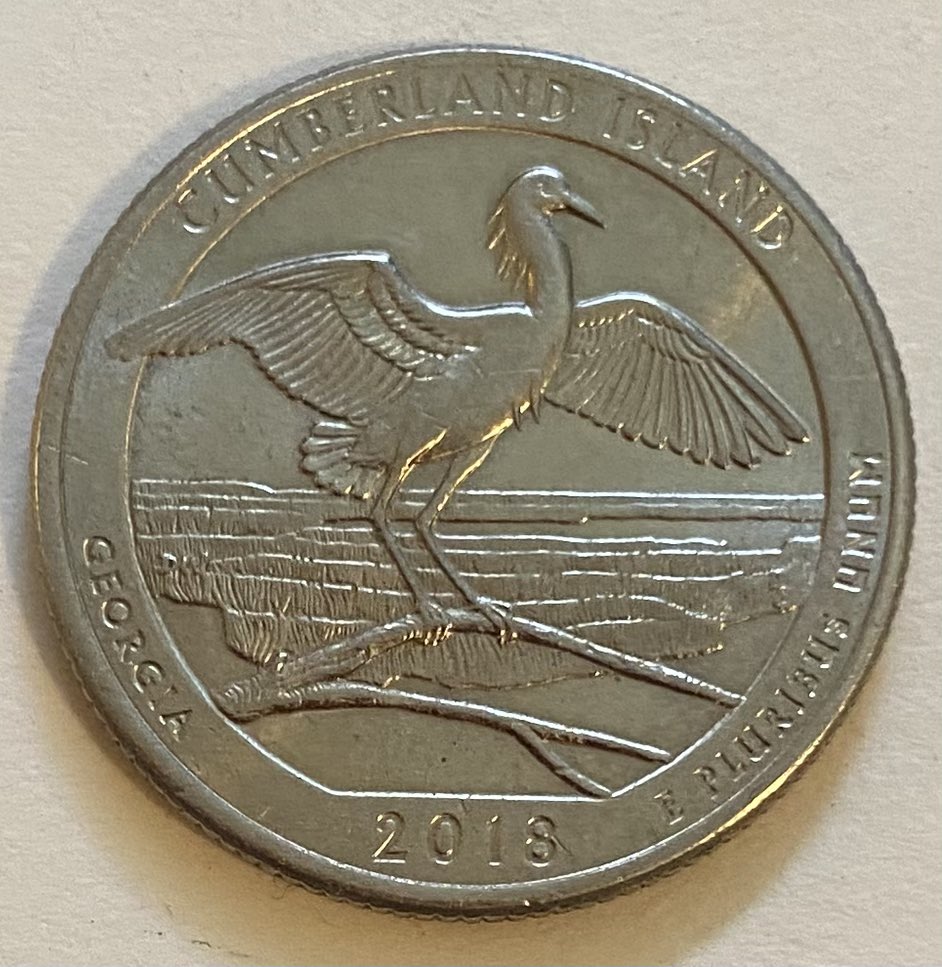 CUMBERLAND ISLAND
GEORGIA
2018
E PLURIBUS UNUM